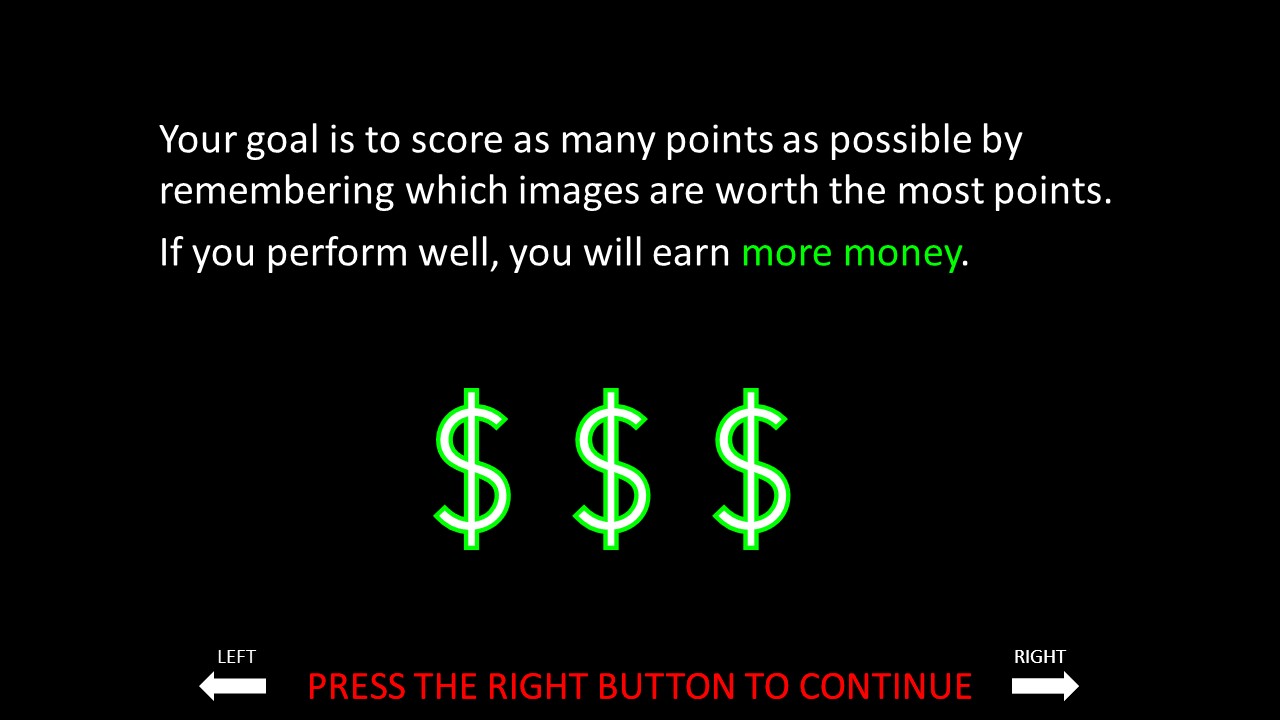 Your goal is to score as many points as possible by
remembering which images are worth the most points.
If you perform well, you will earn more money.
$ $ $
LEFT
RIGHT
PRESS THE RIGHT BUTTON TO CONTINUE